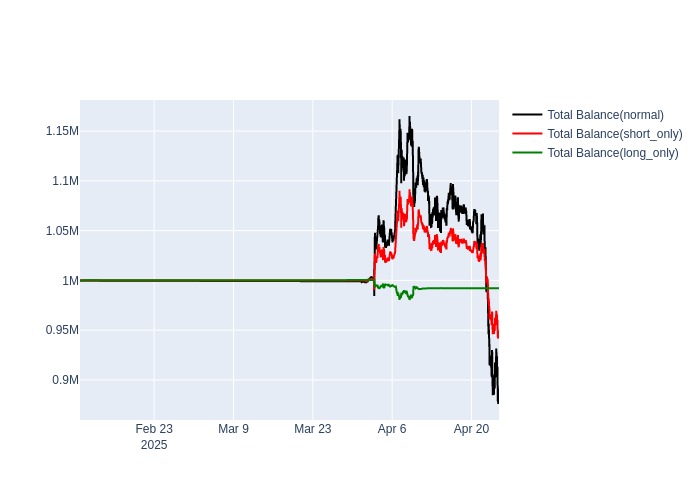 1.15M
1.1M
1.05M
1M
0.95M
0.9M
Feb 23
2025
Mar 9
Mar 23
Apr 6
Apr 20
Total Balance(normal)
Total Balance(short_only)
Total Balance(long_only)